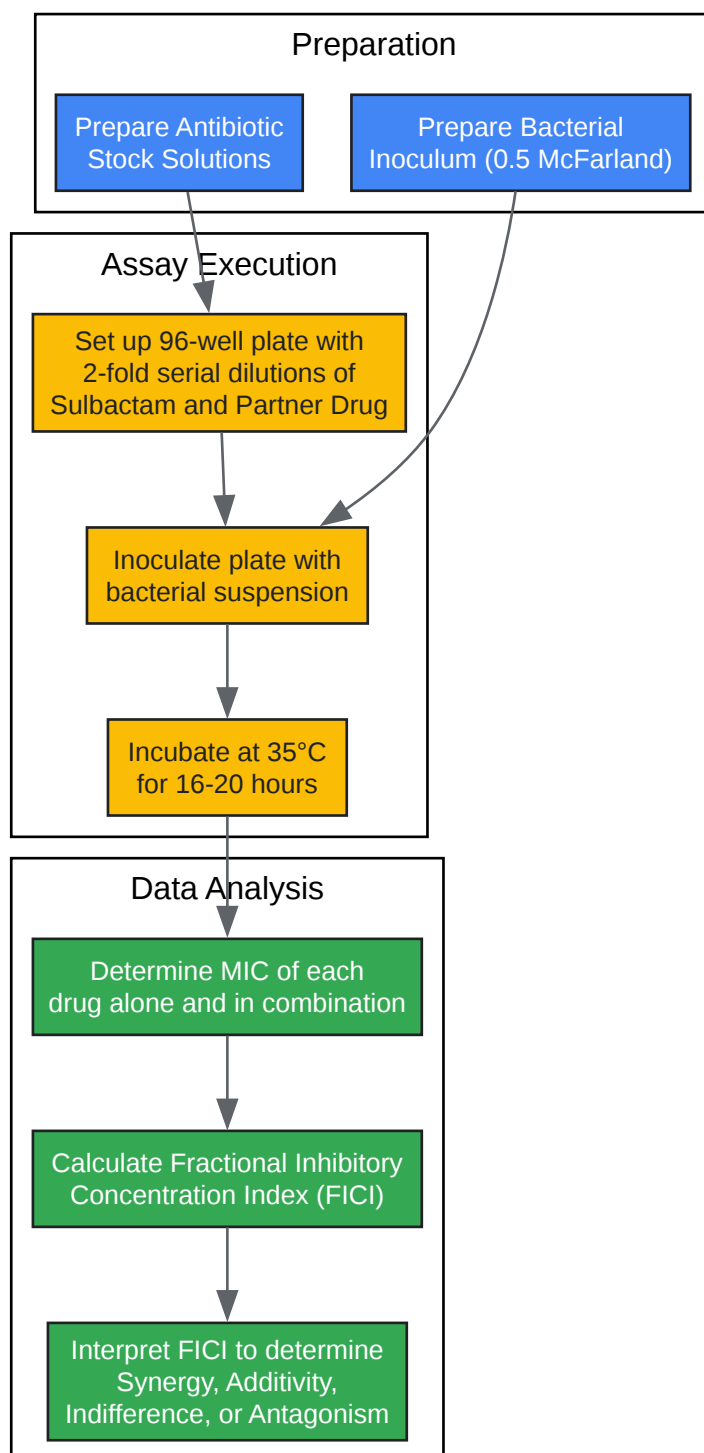 Preparation
Prepare Antibiotic
Stock Solutions
Prepare Bacterial
Inoculum (0.5 McFarland)
Assay Execution
Set up 96-well plate with
2-fold serial dilutions of
Sulbactam and Partner Drug
Inoculate plate with
bacterial suspension
Incubate at 35°C
for 16-20 hours
Data Analysis
Determine MIC of each
drug alone and in combination
Calculate Fractional Inhibitory
Concentration Index (FICI)
Interpret FICI to determine
Synergy, Additivity,
Indifference, or Antagonism